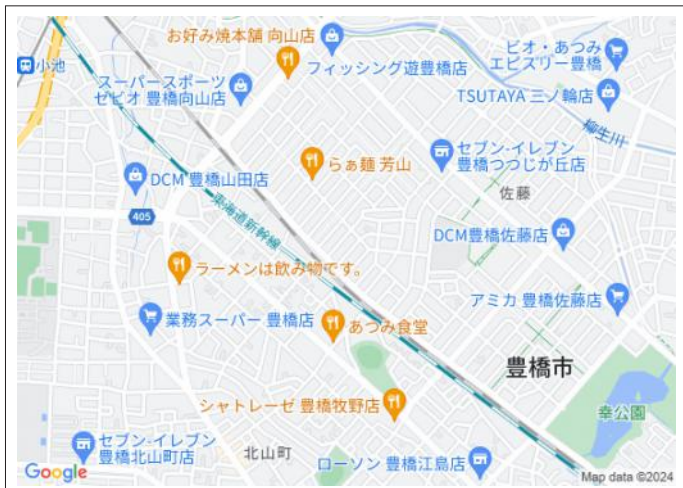 お好み焼本舗 向山店
フィッシング遊豊橋店
ビオ・あつみ
エピスリー豊橋
小池
スーパースポーツ
ゼビオ 豊橋向山店
TSUTAYA 三ノ輪店
柳生川
らぁ麺 芳山
セブン-イレブン
豊橋つつじが丘店
DCM 豊橋山田店
佐藤
405
東海道新幹線
DCM豊橋佐藤店
ラーメンは飲み物です。
アミカ 豊橋佐藤店
業務スーパー 豊橋店
あつみ食堂
豊橋市
シャトレーゼ 豊橋牧野店
幸公園
セブン-イレブン
豊橋北山町店
北山町
ローソン 豊橋江島店
Google
Map data ©2024